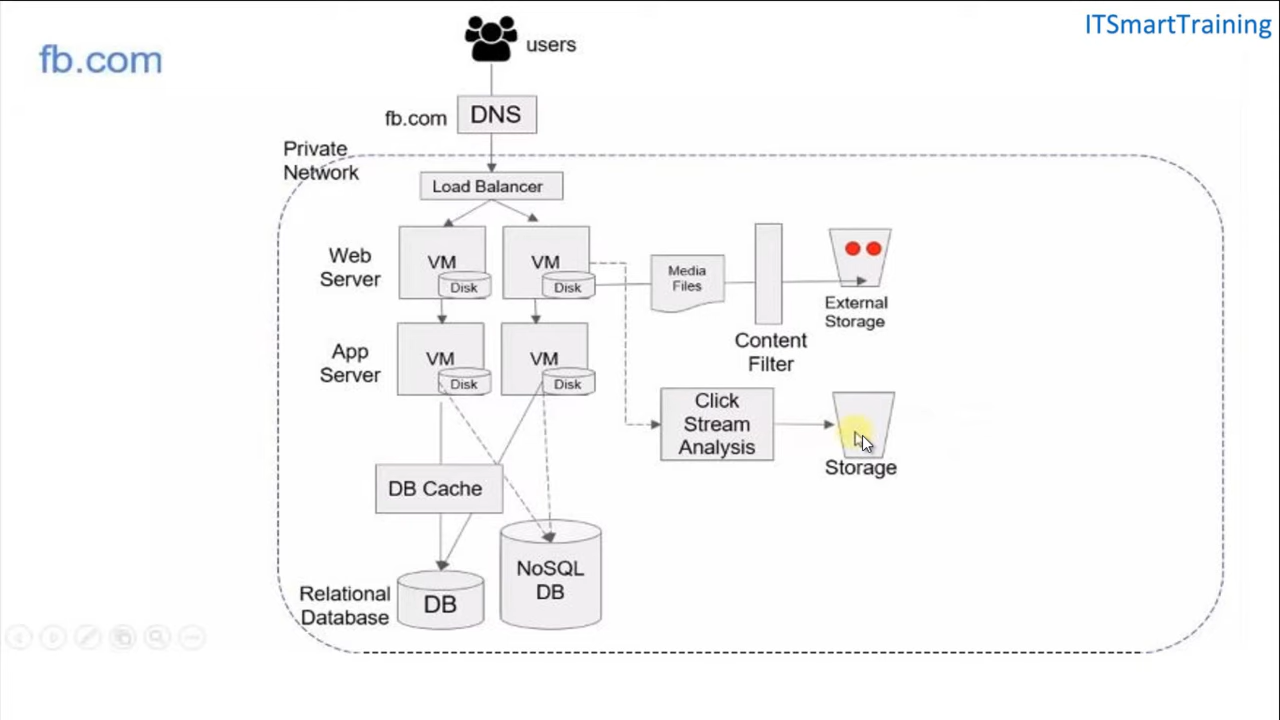 ITSmartTraining
fb.com
users
fb.com
DNS
Private
Network
Load Balancer
Web
Server
VM
Disk
VM
Disk
Media
Files
Content
Filter
External
Storage
App
Server
VM
Disk
VM
Disk
Click
Stream
Analysis
Storage
DB Cache
Relational
Database
DB
NoSQL
DB